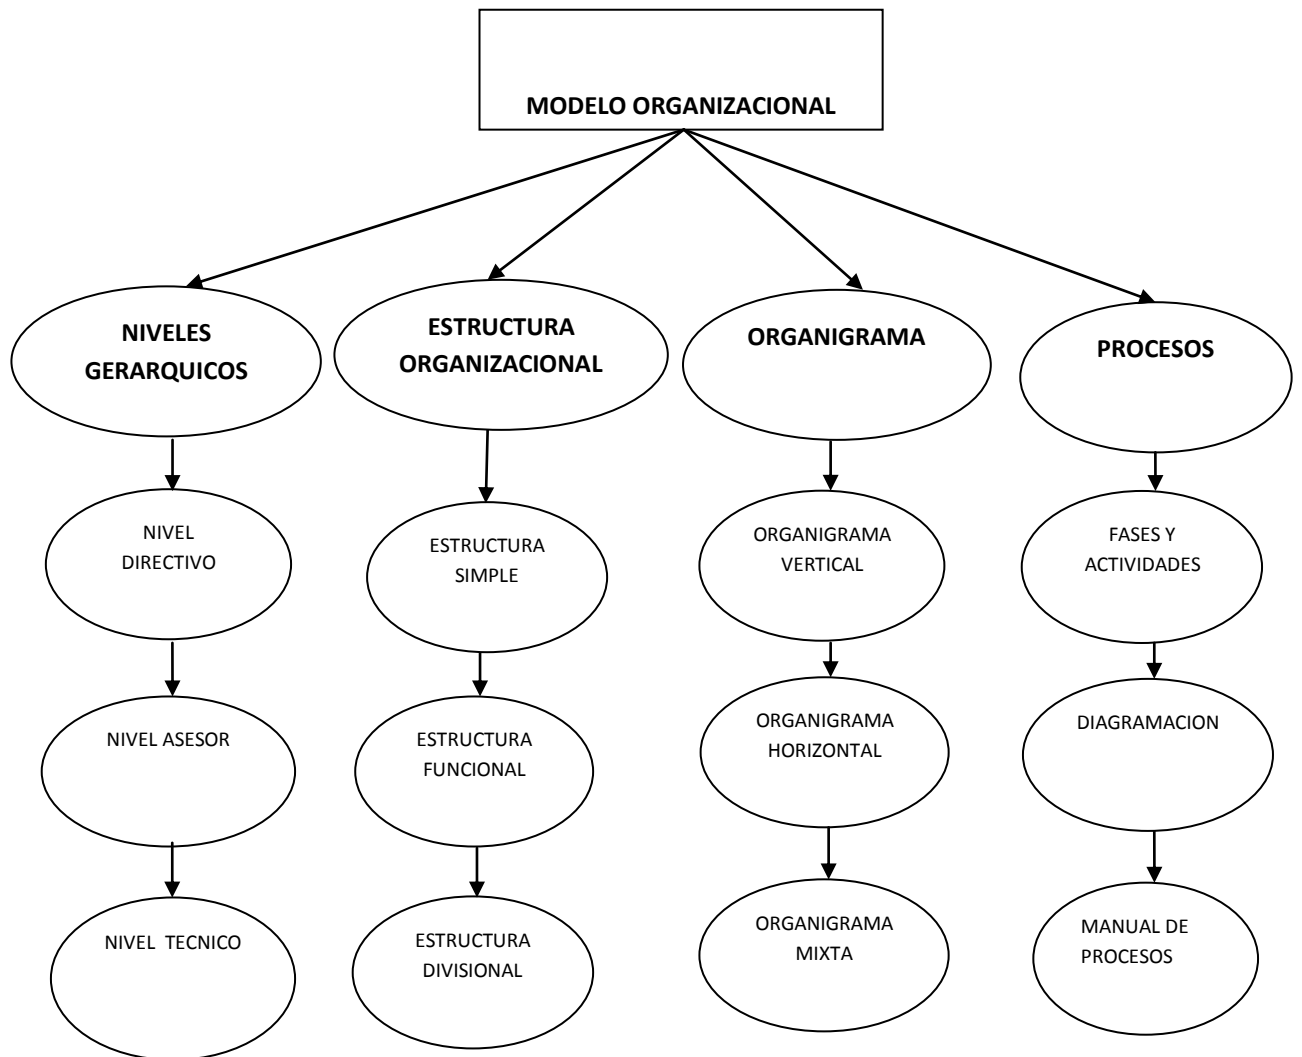 MODELO ORGANIZACIONAL
NIVELES
GERARQUICOS
ESTRUCTURA
ORGANIZACIONAL
ORGANIGRAMA
PROCESOS
NIVEL
DIRECTIVO
ESTRUCTURA
SIMPLE
ORGANIGRAMA
VERTICAL
FASES Y
ACTIVIDADES
NIVEL ASESOR
ESTRUCTURA
FUNCIONAL
ORGANIGRAMA
HORIZONTAL
DIAGRAMACION
NIVEL TECNICO
ESTRUCTURA
DIVISIONAL
ORGANIGRAMA
MIXTA
MANUAL DE
PROCESOS